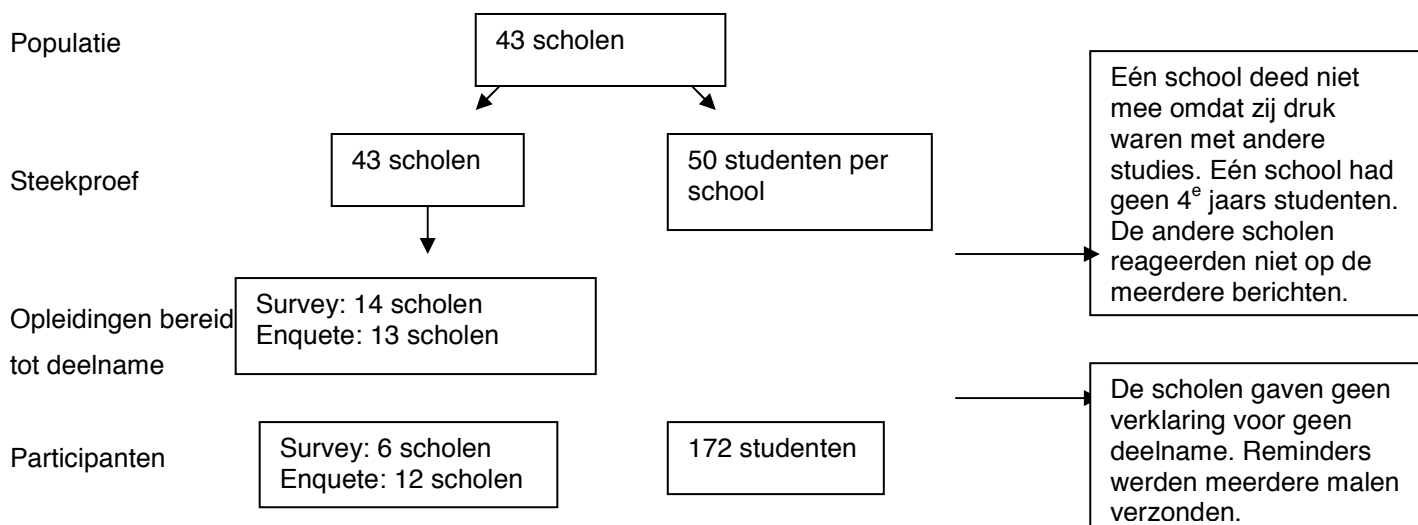 Populatie
43 scholen
Steekproef
43 scholen
50 studenten per
school
Eén school deed niet
mee omdat zij druk
waren met andere
studies. Eén school had
geen 4e jaars studenten.
De andere scholen
reageerden niet op de
meerdere berichten.
Opleidingen bereid
tot deelname
Survey: 14 scholen
Enquete: 13 scholen
De scholen gaven geen
verklaring voor geen
deelname. Reminders
werden meerdere malen
verzonden.
Participanten
Survey: 6 scholen
Enquete: 12 scholen
172 studenten